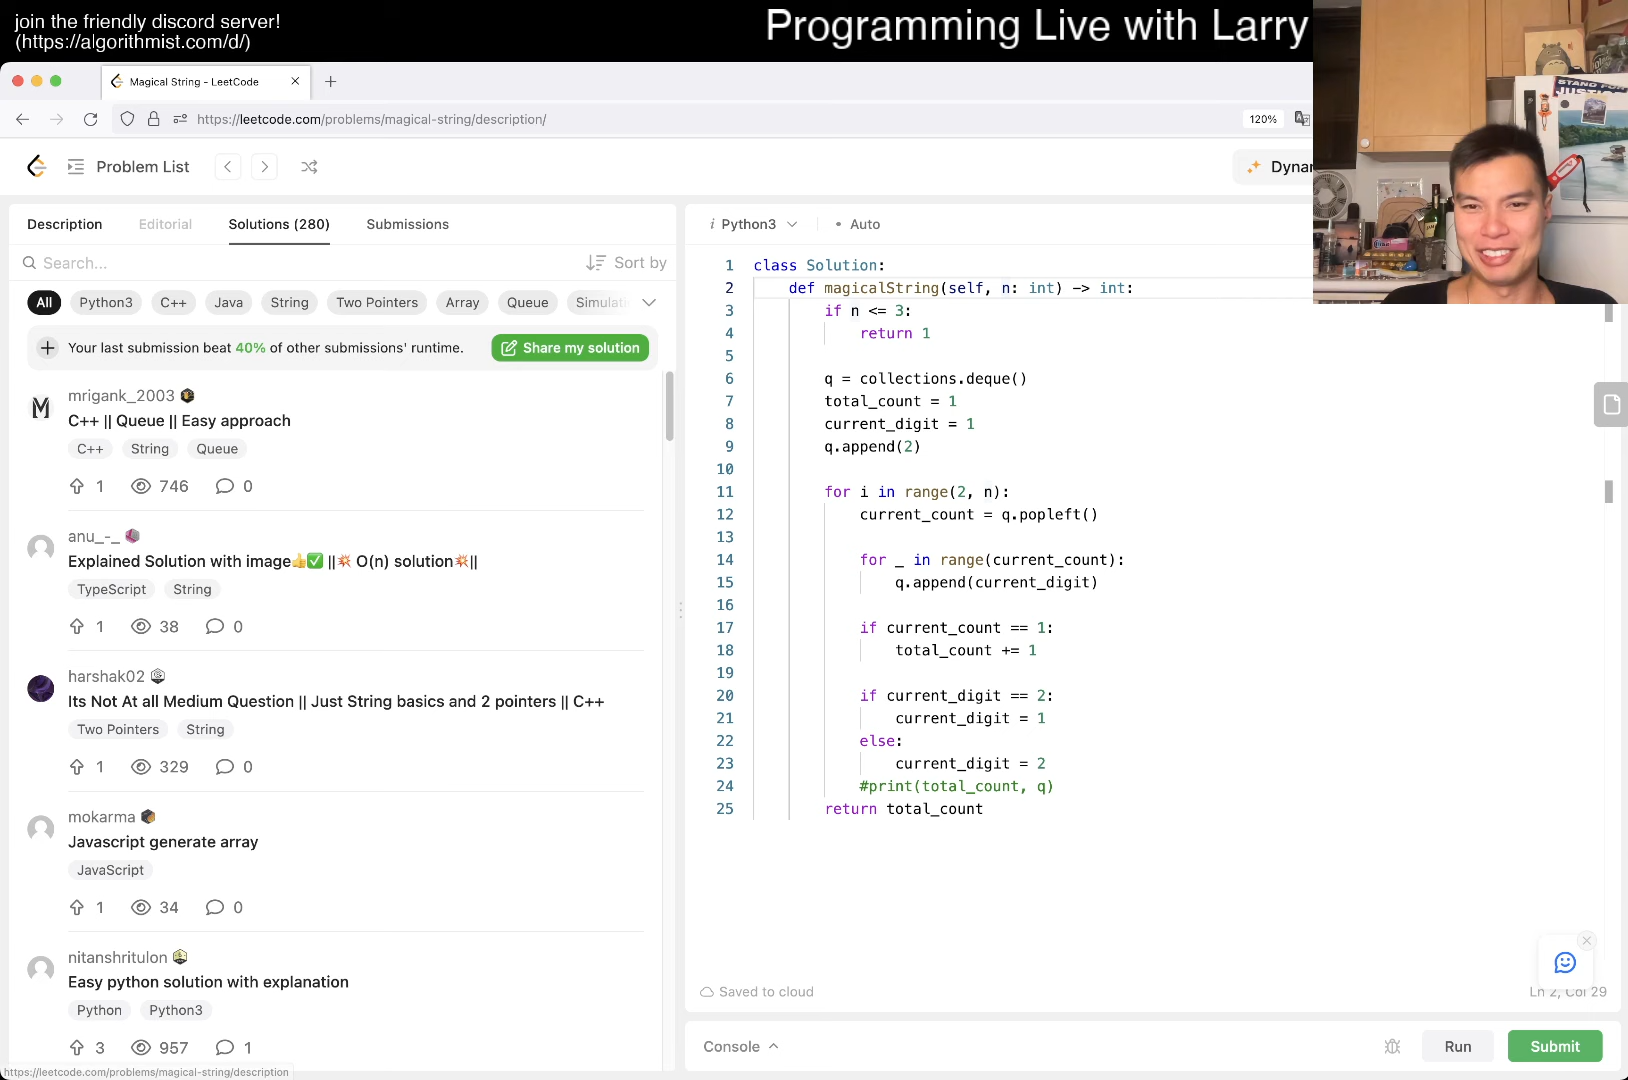 join the friendly discord server!
(https://algorithmist.com/d/)
Programming Live with Larry
Magical String - LeetCode
https://leetcode.com/problems/magical-string/description/
120%
Problem List
Dynam
Description
Editorial
Solutions (280)
Submissions
Search...
Sort by
All
Python3
C++
Java
String
Two Pointers
Array
Queue
Simulati
Your last submission beat 40% of other submissions' runtime.
Share my solution
mrigank_2003
C++ || Queue || Easy approach
C++
String
Queue
1
746
0
anu_-_
Explained Solution with image👍✅ ||💥 O(n) solution💥||
TypeScript
String
1
38
0
harshak02
Its Not At all Medium Question || Just String basics and 2 pointers || C++
Two Pointers
String
1
329
0
mokarma
Javascript generate array
JavaScript
1
34
0
nitanshritulon
Easy python solution with explanation
Python
Python3
3
957
1
https://leetcode.com/problems/magical-string/description
i Python3
• Auto
1 class Solution:
2 def magicalString(self, n: int) -> int:
3 if n <= 3:
4 return 1
5
6 q = collections.deque()
7 total_count = 1
8 current_digit = 1
9 q.append(2)
10
11 for i in range(2, n):
12 current_count = q.popleft()
13
14 for _ in range(current_count):
15 q.append(current_digit)
16
17 if current_count == 1:
18 total_count += 1
19
20 if current_digit == 2:
21 current_digit = 1
22 else:
23 current_digit = 2
24 #print(total_count, q)
25 return total_count
Saved to cloud
Ln 2, Col 29
Console
Run
Submit
STAND FOR